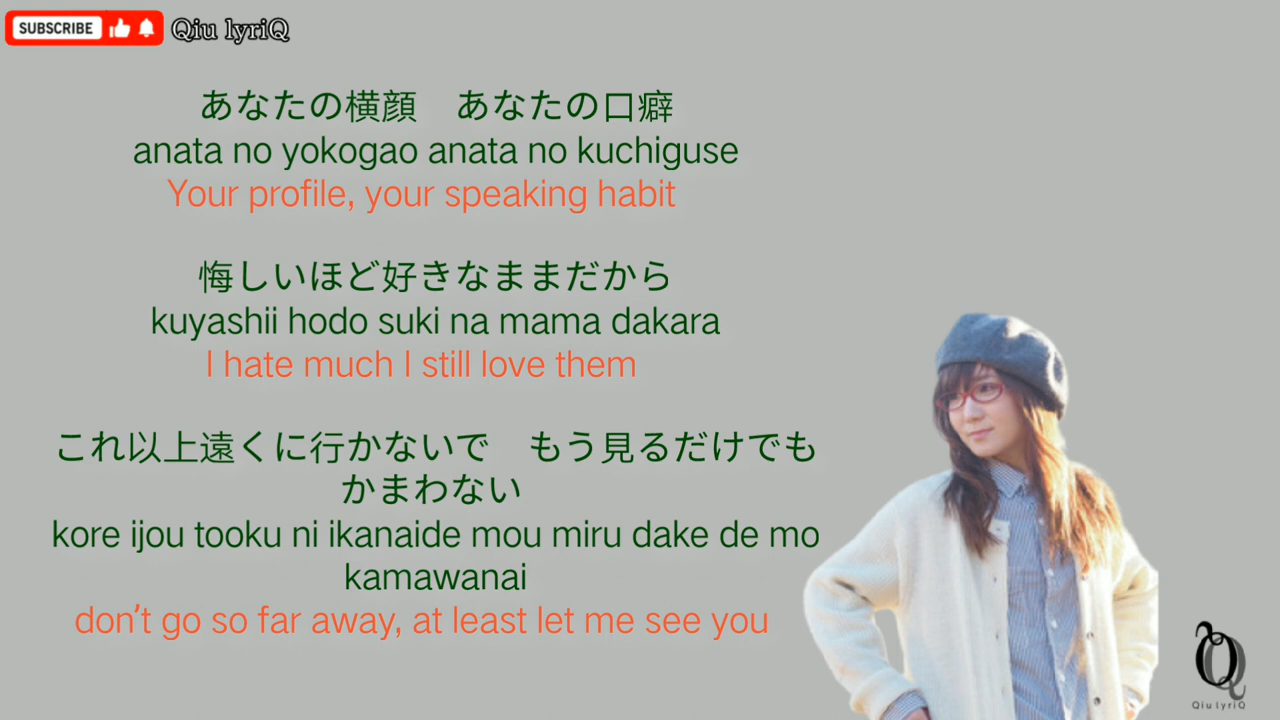 SUBSCRIBE Qiu lyriQ
あなたの横顔　あなたの口癖
anata no yokogao anata no kuchiguse
Your profile, your speaking habit
悔しいほど好きなままだから
kuyashii hodo suki na mama dakara
I hate much I still love them
これ以上遠くに行かないで　もう見るだけでも
かまわない
kore ijou tooku ni ikanaide mou miru dake de mo
kamawanai
don't go so far away, at least let me see you
Qiu lyriQ